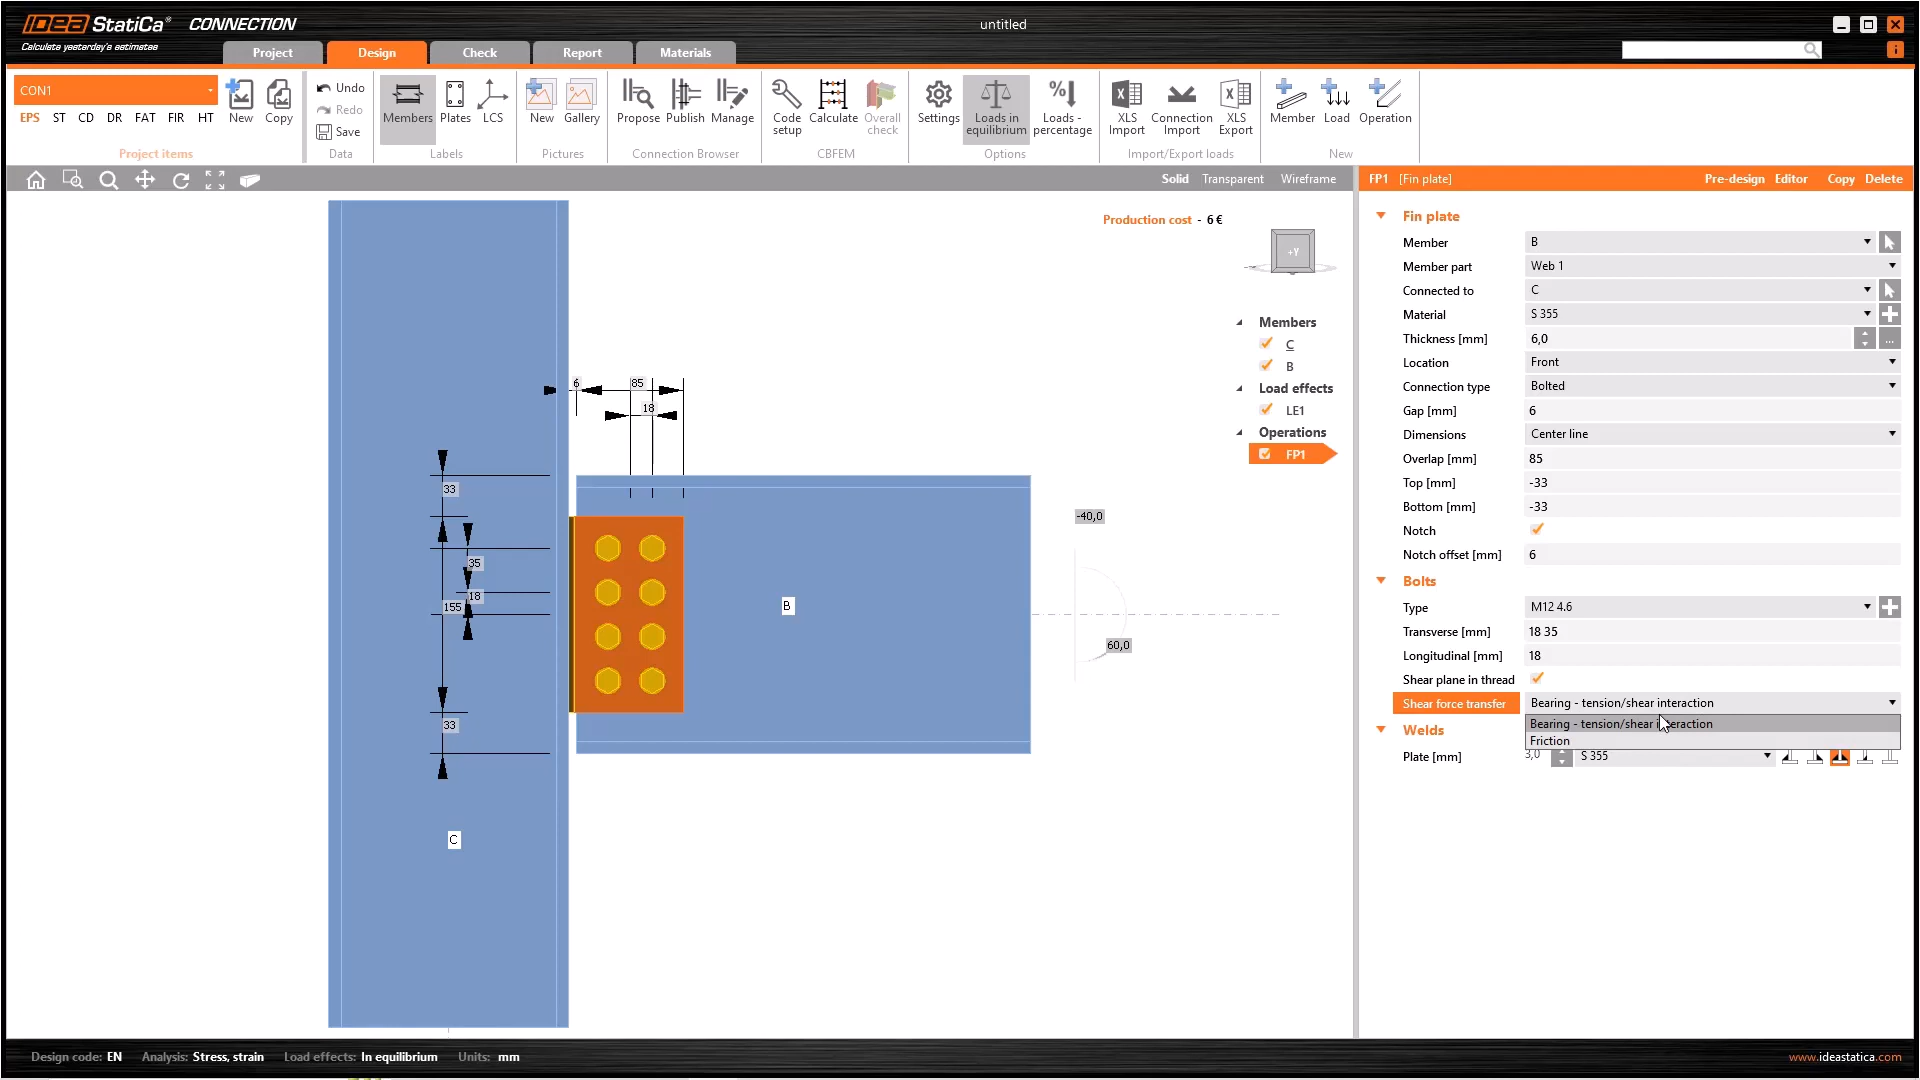 IDEA StatiCa® CONNECTION
Calculate yesterday's estimates
untitled
Project
Design
Check
Report
Materials
CON1
EPS ST CD DR FAT FIR HT
New
Copy
Project items
Undo
Redo
Save
Data
Members
Plates
LCS
Labels
New
Gallery
Pictures
Propose
Publish
Manage
Connection Browser
Code setup
Calculate
Overall check
CBFEM
Settings
Loads in equilibrium
Loads - percentage
Options
XLS Import
Connection Import
XLS Export
Import/Export loads
Member
Load
Operation
New
Solid Transparent Wireframe
Production cost - 6 €
+Y
Members
C
B
Load effects
LE1
Operations
FP1
6
85
18
33
35
18
155
33
B
C
-40,0
60,0
FP1 [Fin plate]
Pre-design Editor Copy Delete
Fin plate
Member B
Member part Web 1
Connected to C
Material S 355
Thickness [mm] 6,0
...
Location Front
Connection type Bolted
Gap [mm] 6
Dimensions Center line
Overlap [mm] 85
Top [mm] -33
Bottom [mm] -33
Notch
Notch offset [mm] 6
Bolts
Type M12 4.6
Transverse [mm] 18 35
Longitudinal [mm] 18
Shear plane in thread
Shear force transfer Bearing - tension/shear interaction
Bearing - tension/shear interaction
Friction
Welds
Plate [mm] 3,0 S 355
Design code: EN Analysis: Stress, strain Load effects: In equilibrium Units: mm
www.ideastatica.com